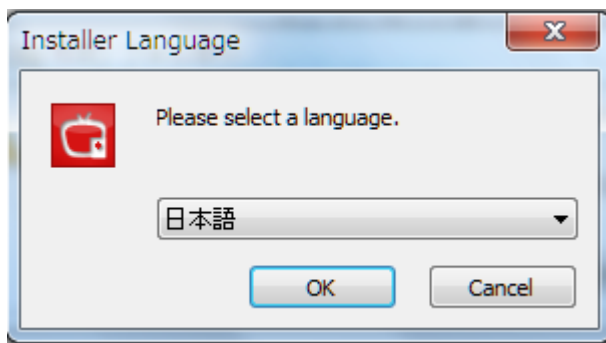 Installer Language
Please select a language.
日本語
OK
Cancel